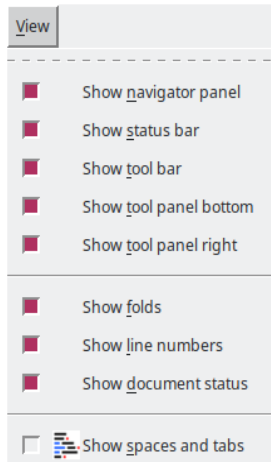 View
Show navigator panel
Show status bar
Show tool bar
Show tool panel bottom
Show tool panel right
Show folds
Show line numbers
Show document status
Show spaces and tabs